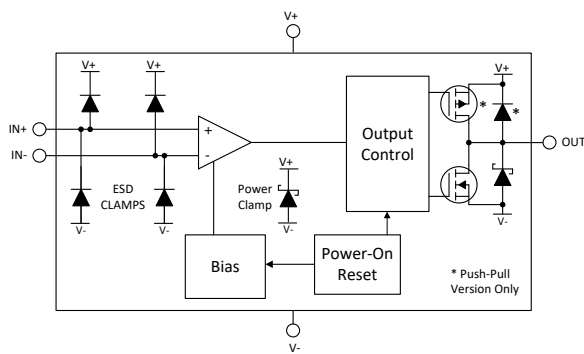 V+
V+
V+
V+
IN+
+
*
*
Output
Control
OUT
IN-
-
V+
ESD
CLAMPS
Power
Clamp
V-
V-
V-
V-
Bias
Power-On
Reset
* Push-Pull
Version Only
V-